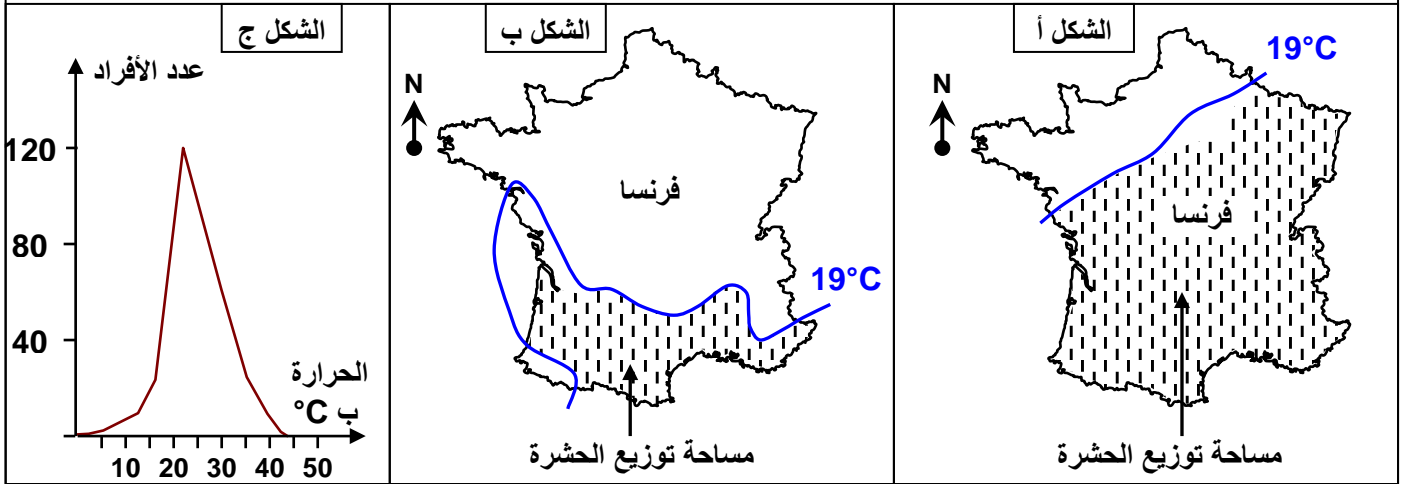 الشكل أ
19°C
N
فرنسا
مساحة توزيع الحشرة
الشكل ب
N
فرنسا
19°C
مساحة توزيع الحشرة
الشكل ج
عدد الأفراد
120
80
40
الحرارة
ب °C
10 20 30 40 50